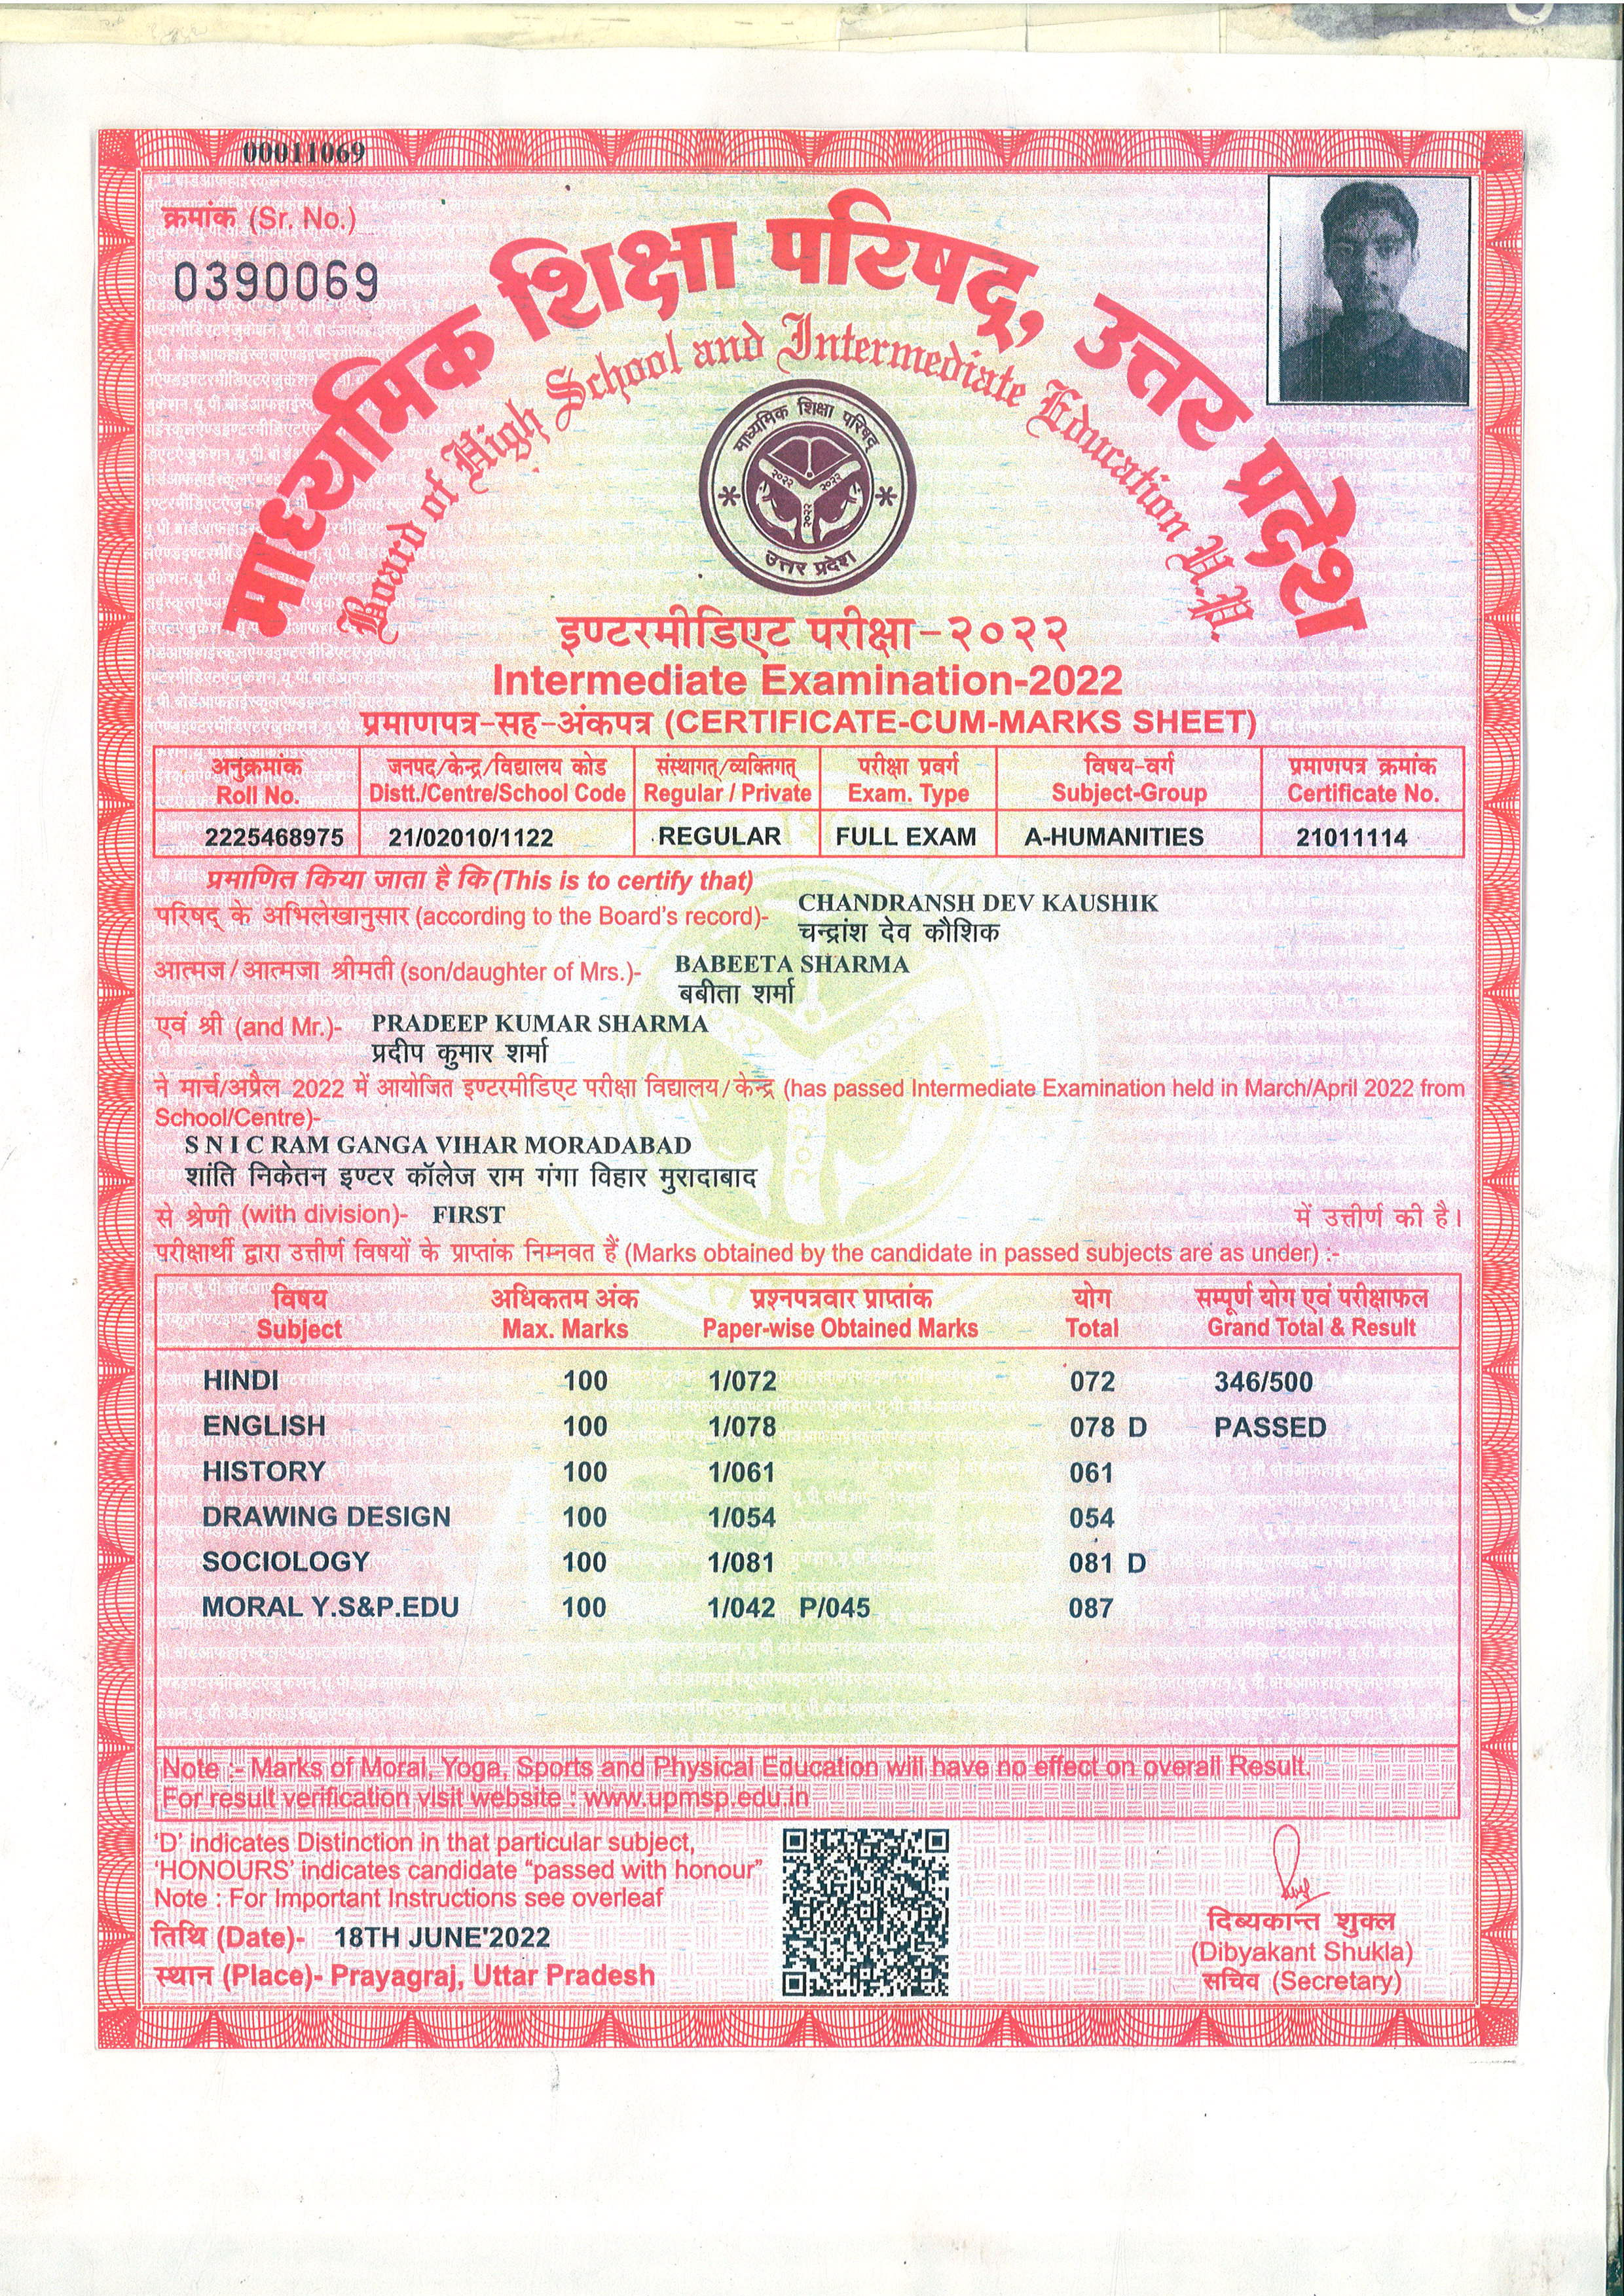 00011069
क्रमांक (Sr. No.)
0390069
माध्यमिक शिक्षा परिषद्, उत्तर प्रदेश
Board of High School and Intermediate Education U.P.
माध्यमिक शिक्षा परिषद्
२०२२ २०२२
२०२२
उत्तर प्रदेश
इण्टरमीडिएट परीक्षा-२०२२
Intermediate Examination-2022
प्रमाणपत्र-सह-अंकपत्र (CERTIFICATE-CUM-MARKS SHEET)
अनुक्रमांक जनपद/केन्द्र/विद्यालय कोड संस्थागत्/व्यक्तिगत् परीक्षा प्रवर्ग विषय-वर्ग प्रमाणपत्र क्रमांक
Roll No. Distt./Centre/School Code Regular / Private Exam. Type Subject-Group Certificate No.
2225468975 21/02010/1122 REGULAR FULL EXAM A-HUMANITIES 21011114
प्रमाणित किया जाता है कि (This is to certify that)
परिषद् के अभिलेखानुसार (according to the Board's record)- CHANDRANSH DEV KAUSHIK
चन्द्रांश देव कौशिक
आत्मज/आत्मजा श्रीमती (son/daughter of Mrs.)- BABEETA SHARMA
बबीता शर्मा
एवं श्री (and Mr.)- PRADEEP KUMAR SHARMA
प्रदीप कुमार शर्मा
ने मार्च/अप्रैल 2022 में आयोजित इण्टरमीडिएट परीक्षा विद्यालय/केन्द्र (has passed Intermediate Examination held in March/April 2022 from
School/Centre)-
S N I C RAM GANGA VIHAR MORADABAD
शांति निकेतन इण्टर कॉलेज राम गंगा विहार मुरादाबाद
से श्रेणी (with division)- FIRST में उत्तीर्ण की है।
परीक्षार्थी द्वारा उत्तीर्ण विषयों के प्राप्तांक निम्नवत हैं (Marks obtained by the candidate in passed subjects are as under) :-
विषय अधिकतम अंक प्रश्नपत्रवार प्राप्तांक योग सम्पूर्ण योग एवं परीक्षाफल
Subject Max. Marks Paper-wise Obtained Marks Total Grand Total & Result
HINDI 100 1/072 072 346/500
ENGLISH 100 1/078 078 D PASSED
HISTORY 100 1/061 061
DRAWING DESIGN 100 1/054 054
SOCIOLOGY 100 1/081 081 D
MORAL Y.S&P.EDU 100 1/042 P/045 087
Note :- Marks of Moral, Yoga, Sports and Physical Education will have no effect on overall Result.
For result verification visit website : www.upmsp.edu.in
'D' indicates Distinction in that particular subject,
'HONOURS' indicates candidate "passed with honour"
Note : For Important Instructions see overleaf
तिथि (Date)- 18TH JUNE'2022
स्थान (Place)- Prayagraj, Uttar Pradesh
दिब्यकान्त शुक्ल
(Dibyakant Shukla)
सचिव (Secretary)